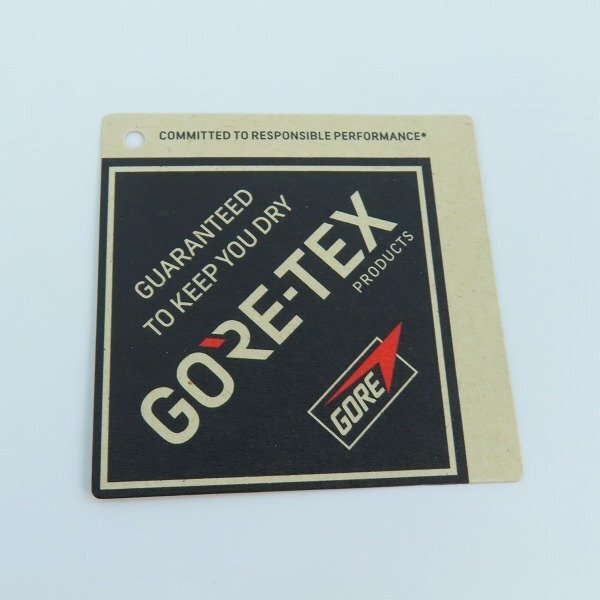 COMMITTED TO RESPONSIBLE PERFORMANCE*
GUARANTEED
TO KEEP YOU DRY
GORE-TEX
PRODUCTS
GORE